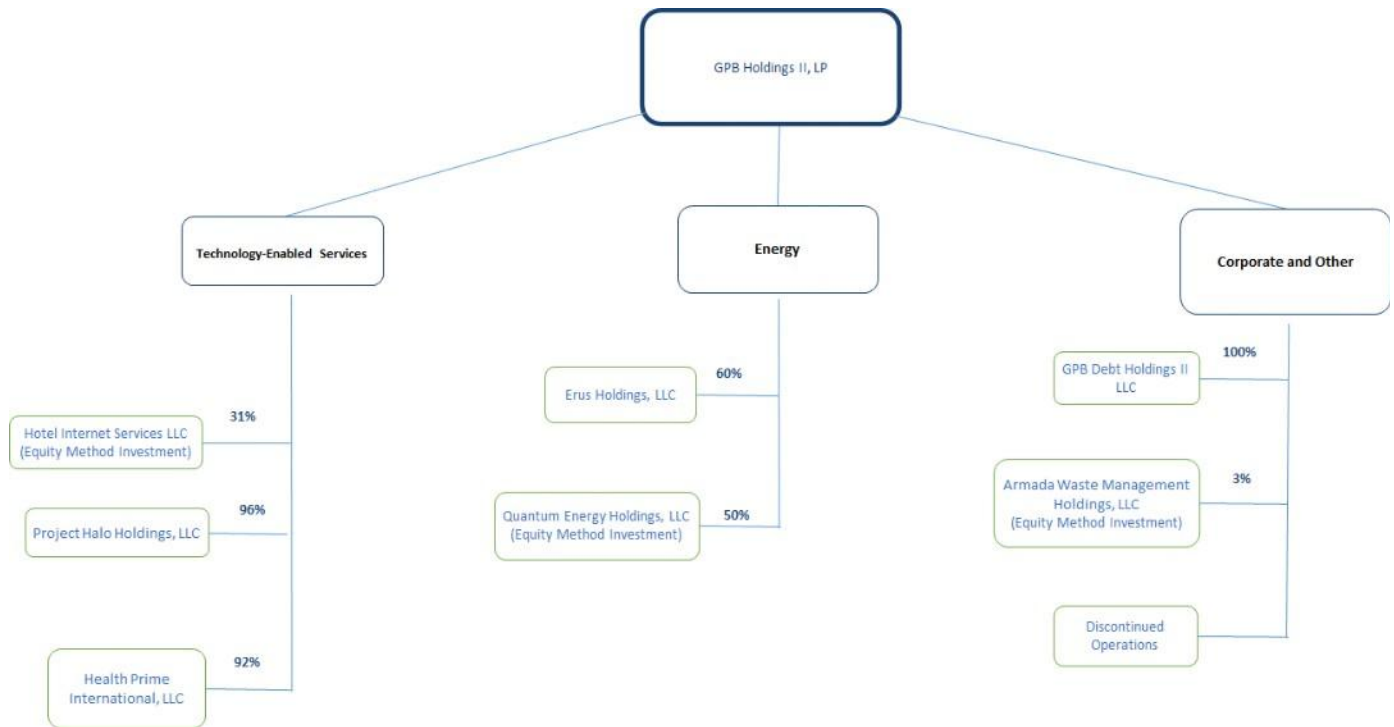 GPB Holdings II, LP
Technology-Enabled Services
Energy
Corporate and Other
31%
Hotel Internet Services LLC
(Equity Method Investment)
96%
Project Halo Holdings, LLC
92%
Health Prime
International, LLC
60%
Erus Holdings, LLC
Quantum Energy Holdings, LLC
(Equity Method Investment)
50%
100%
GPB Debt Holdings II
LLC
3%
Armada Waste Management
Holdings, LLC
(Equity Method Investment)
Discontinued
Operations